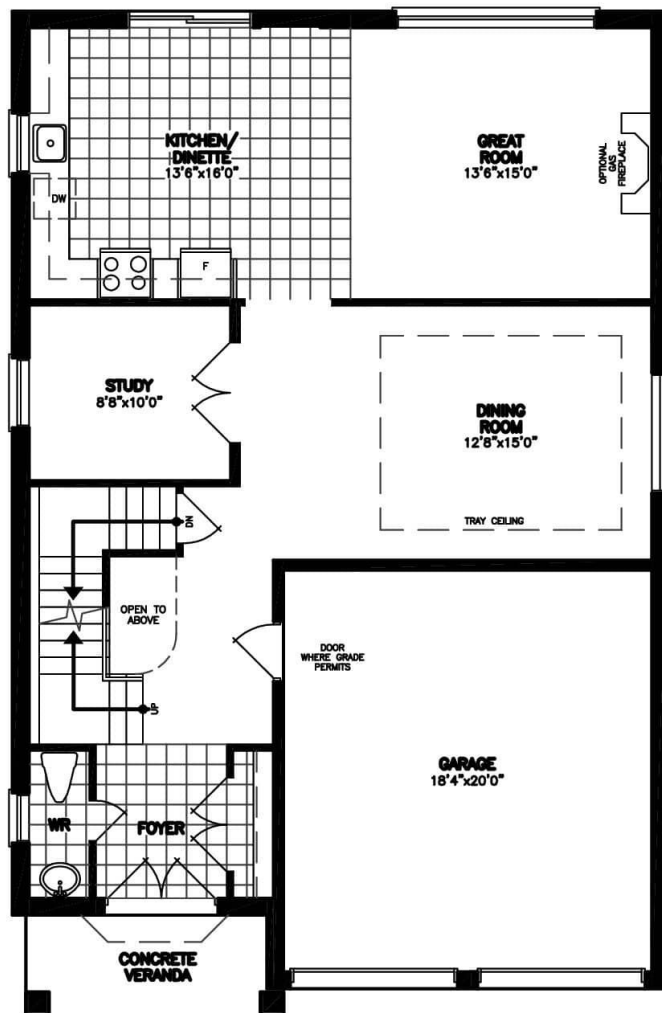 KITCHEN/
DINETTE
13'6"x16'0"
GREAT
ROOM
13'6"x15'0"
OPTIONAL
GAS
FIREPLACE
DW
F
STUDY
8'8"x10'0"
DINING
ROOM
12'8"x15'0"
TRAY CEILING
DN
OPEN TO
ABOVE
DOOR
WHERE GRADE
PERMITS
UP
GARAGE
18'4"x20'0"
WR
FOYER
CONCRETE
VERANDA